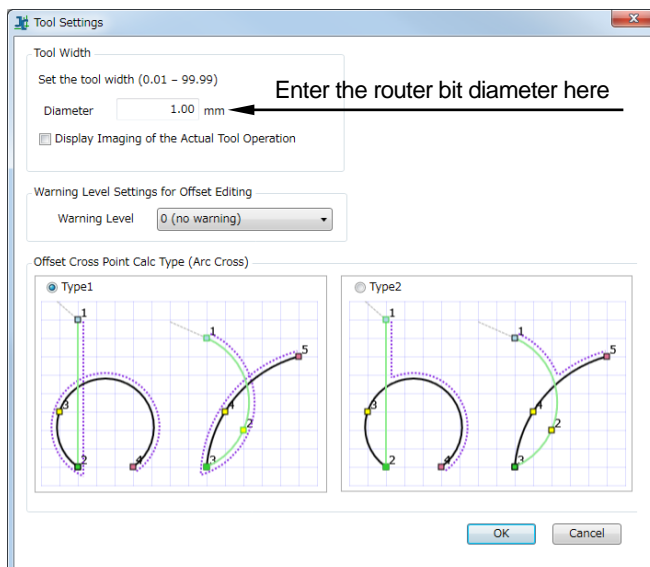 Tool Settings
Tool Width
Set the tool width (0.01 – 99.99)
Enter the router bit diameter here
Diameter 1.00 mm
Display Imaging of the Actual Tool Operation
Warning Level Settings for Offset Editing
Warning Level 0 (no warning)
Offset Cross Point Calc Type (Arc Cross)
Type1
1
3
2
4
1
5
4
2
3
Type2
1
3
2
4
1
5
4
2
3
OK Cancel